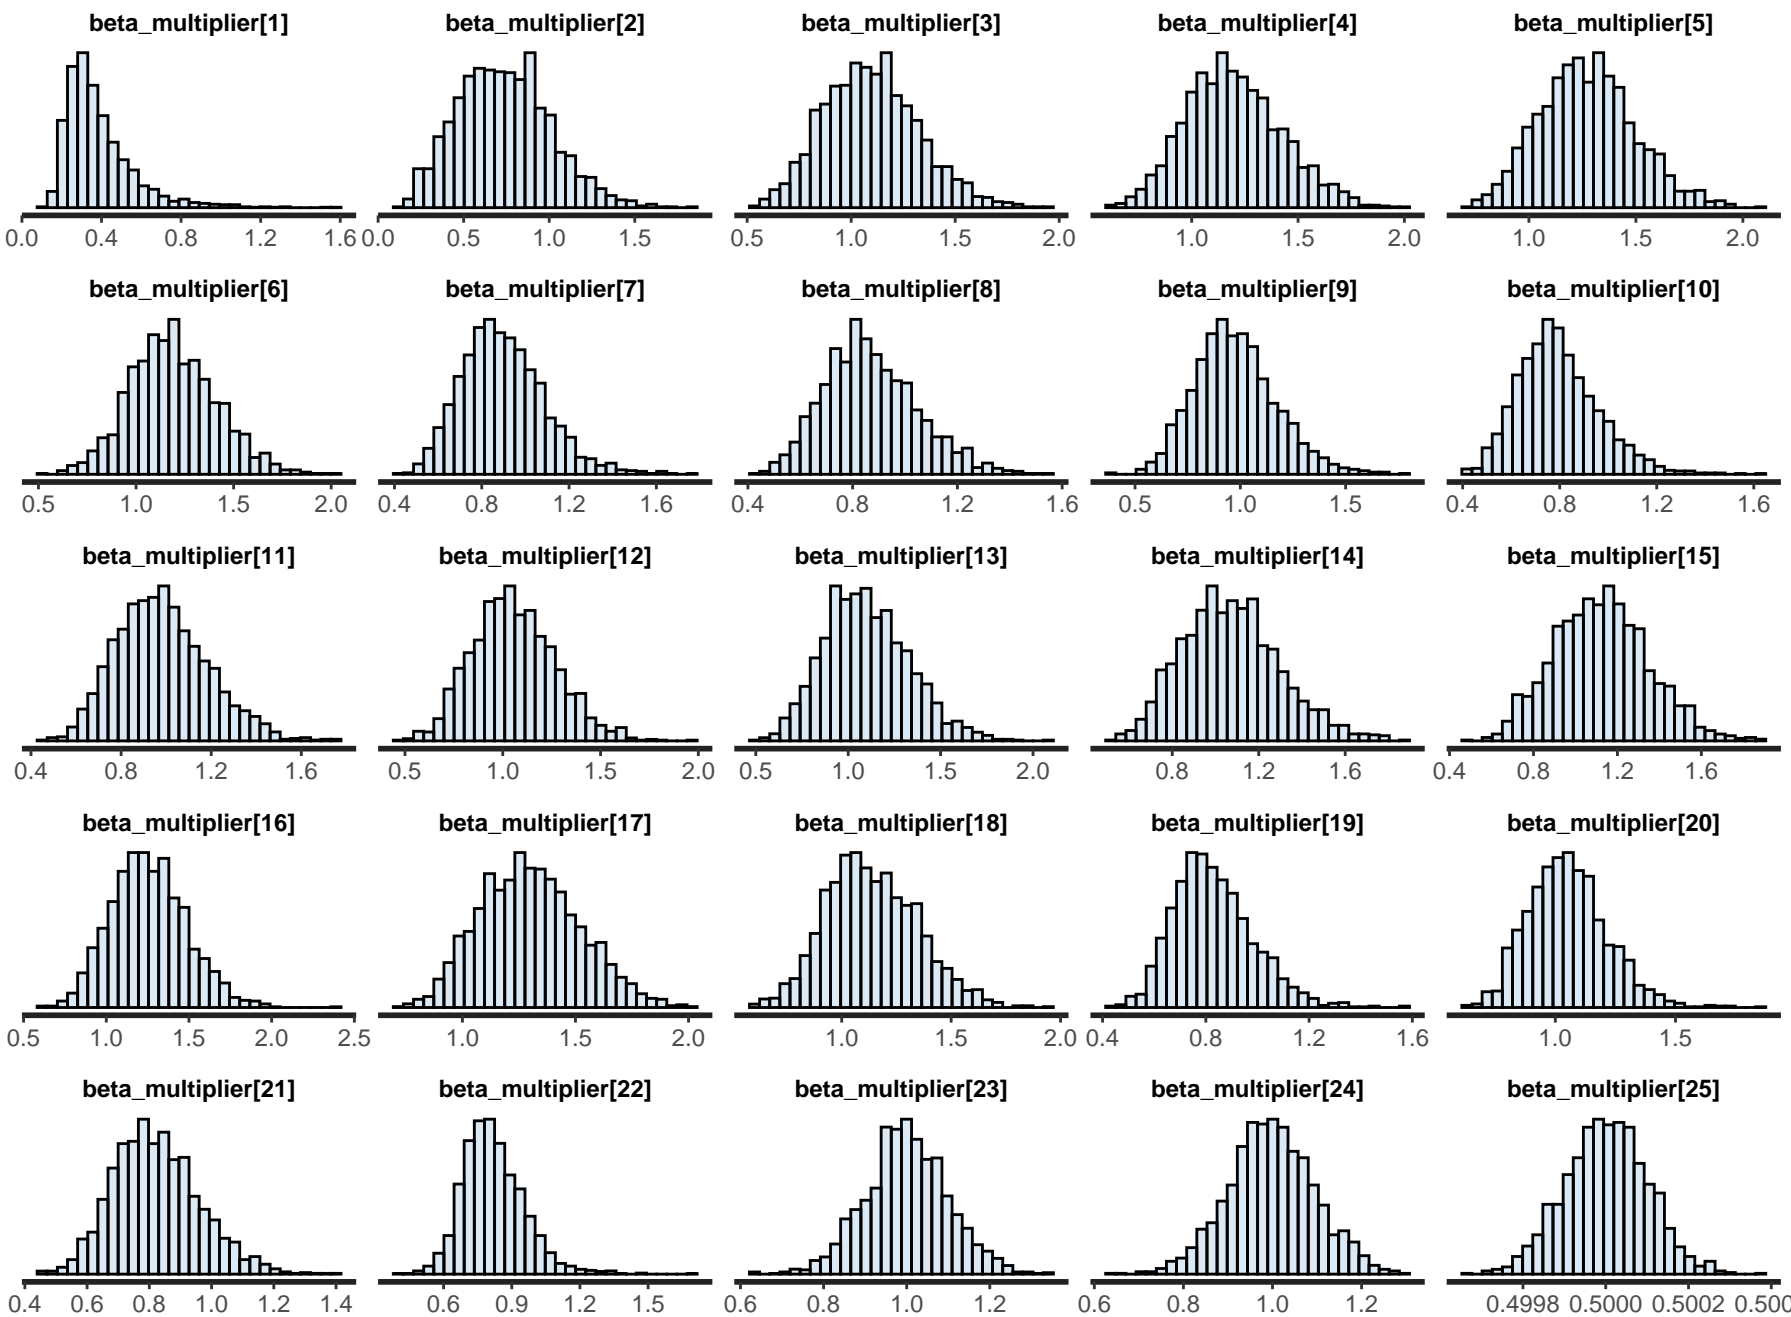 beta_multiplier[1] beta_multiplier[2] beta_multiplier[3] beta_multiplier[4] beta_multiplier[5]
0.0 0.4 0.8 1.2 1.6 0.0 0.5 1.0 1.5 0.5 1.0 1.5 2.0 1.0 1.5 2.0 1.0 1.5 2.0
beta_multiplier[6] beta_multiplier[7] beta_multiplier[8] beta_multiplier[9] beta_multiplier[10]
0.5 1.0 1.5 2.0 0.4 0.8 1.2 1.6 0.4 0.8 1.2 1.6 0.5 1.0 1.5 0.4 0.8 1.2 1.6
beta_multiplier[11] beta_multiplier[12] beta_multiplier[13] beta_multiplier[14] beta_multiplier[15]
0.4 0.8 1.2 1.6 0.5 1.0 1.5 2.0 0.5 1.0 1.5 2.0 0.8 1.2 1.6 0.4 0.8 1.2 1.6
beta_multiplier[16] beta_multiplier[17] beta_multiplier[18] beta_multiplier[19] beta_multiplier[20]
0.5 1.0 1.5 2.0 2.5 1.0 1.5 2.0 1.0 1.5 2.0 0.4 0.8 1.2 1.6 1.0 1.5
beta_multiplier[21] beta_multiplier[22] beta_multiplier[23] beta_multiplier[24] beta_multiplier[25]
0.4 0.6 0.8 1.0 1.2 1.4 0.6 0.9 1.2 1.5 0.6 0.8 1.0 1.2 0.6 0.8 1.0 1.2 0.4998 0.5000 0.5002